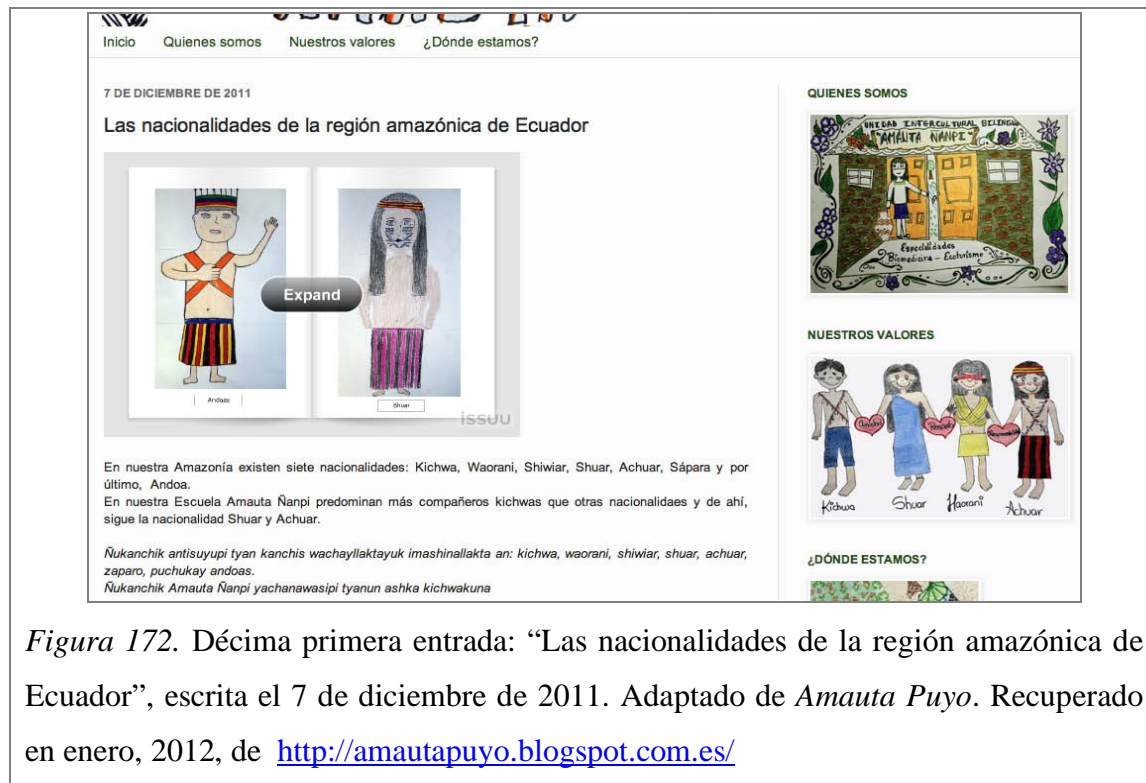 Inicio Quienes somos Nuestros valores ¿Dónde estamos?
7 DE DICIEMBRE DE 2011
Las nacionalidades de la región amazónica de Ecuador
Expand
Andoas
Shuar
issuu
En nuestra Amazonía existen siete nacionalidades: Kichwa, Waorani, Shiwiar, Shuar, Achuar, Sápara y por
último, Andoa.
En nuestra Escuela Amauta Ñanpi predominan más compañeros kichwas que otras nacionalidaes y de ahí,
sigue la nacionalidad Shuar y Achuar.
Ñukanchik antisuyupi tyan kanchis wachayllaktayuk imashinallakta an: kichwa, waorani, shiwiar, shuar, achuar,
zaparo, puchukay andoas.
Ñukanchik Amauta Ñanpi yachanawasipi tyanun ashka kichwakuna
QUIENES SOMOS
UNIDAD INTERCULTURAL BILINGUE
"AMAUTA NANPI"
Especialidades
Biomedicina - Ecoturismo
NUESTROS VALORES
Kichwa Shuar Haorani Achuar
¿DÓNDE ESTAMOS?
Figura 172. Décima primera entrada: “Las nacionalidades de la región amazónica de
Ecuador”, escrita el 7 de diciembre de 2011. Adaptado de Amauta Puyo. Recuperado
en enero, 2012, de http://amautapuyo.blogspot.com.es/